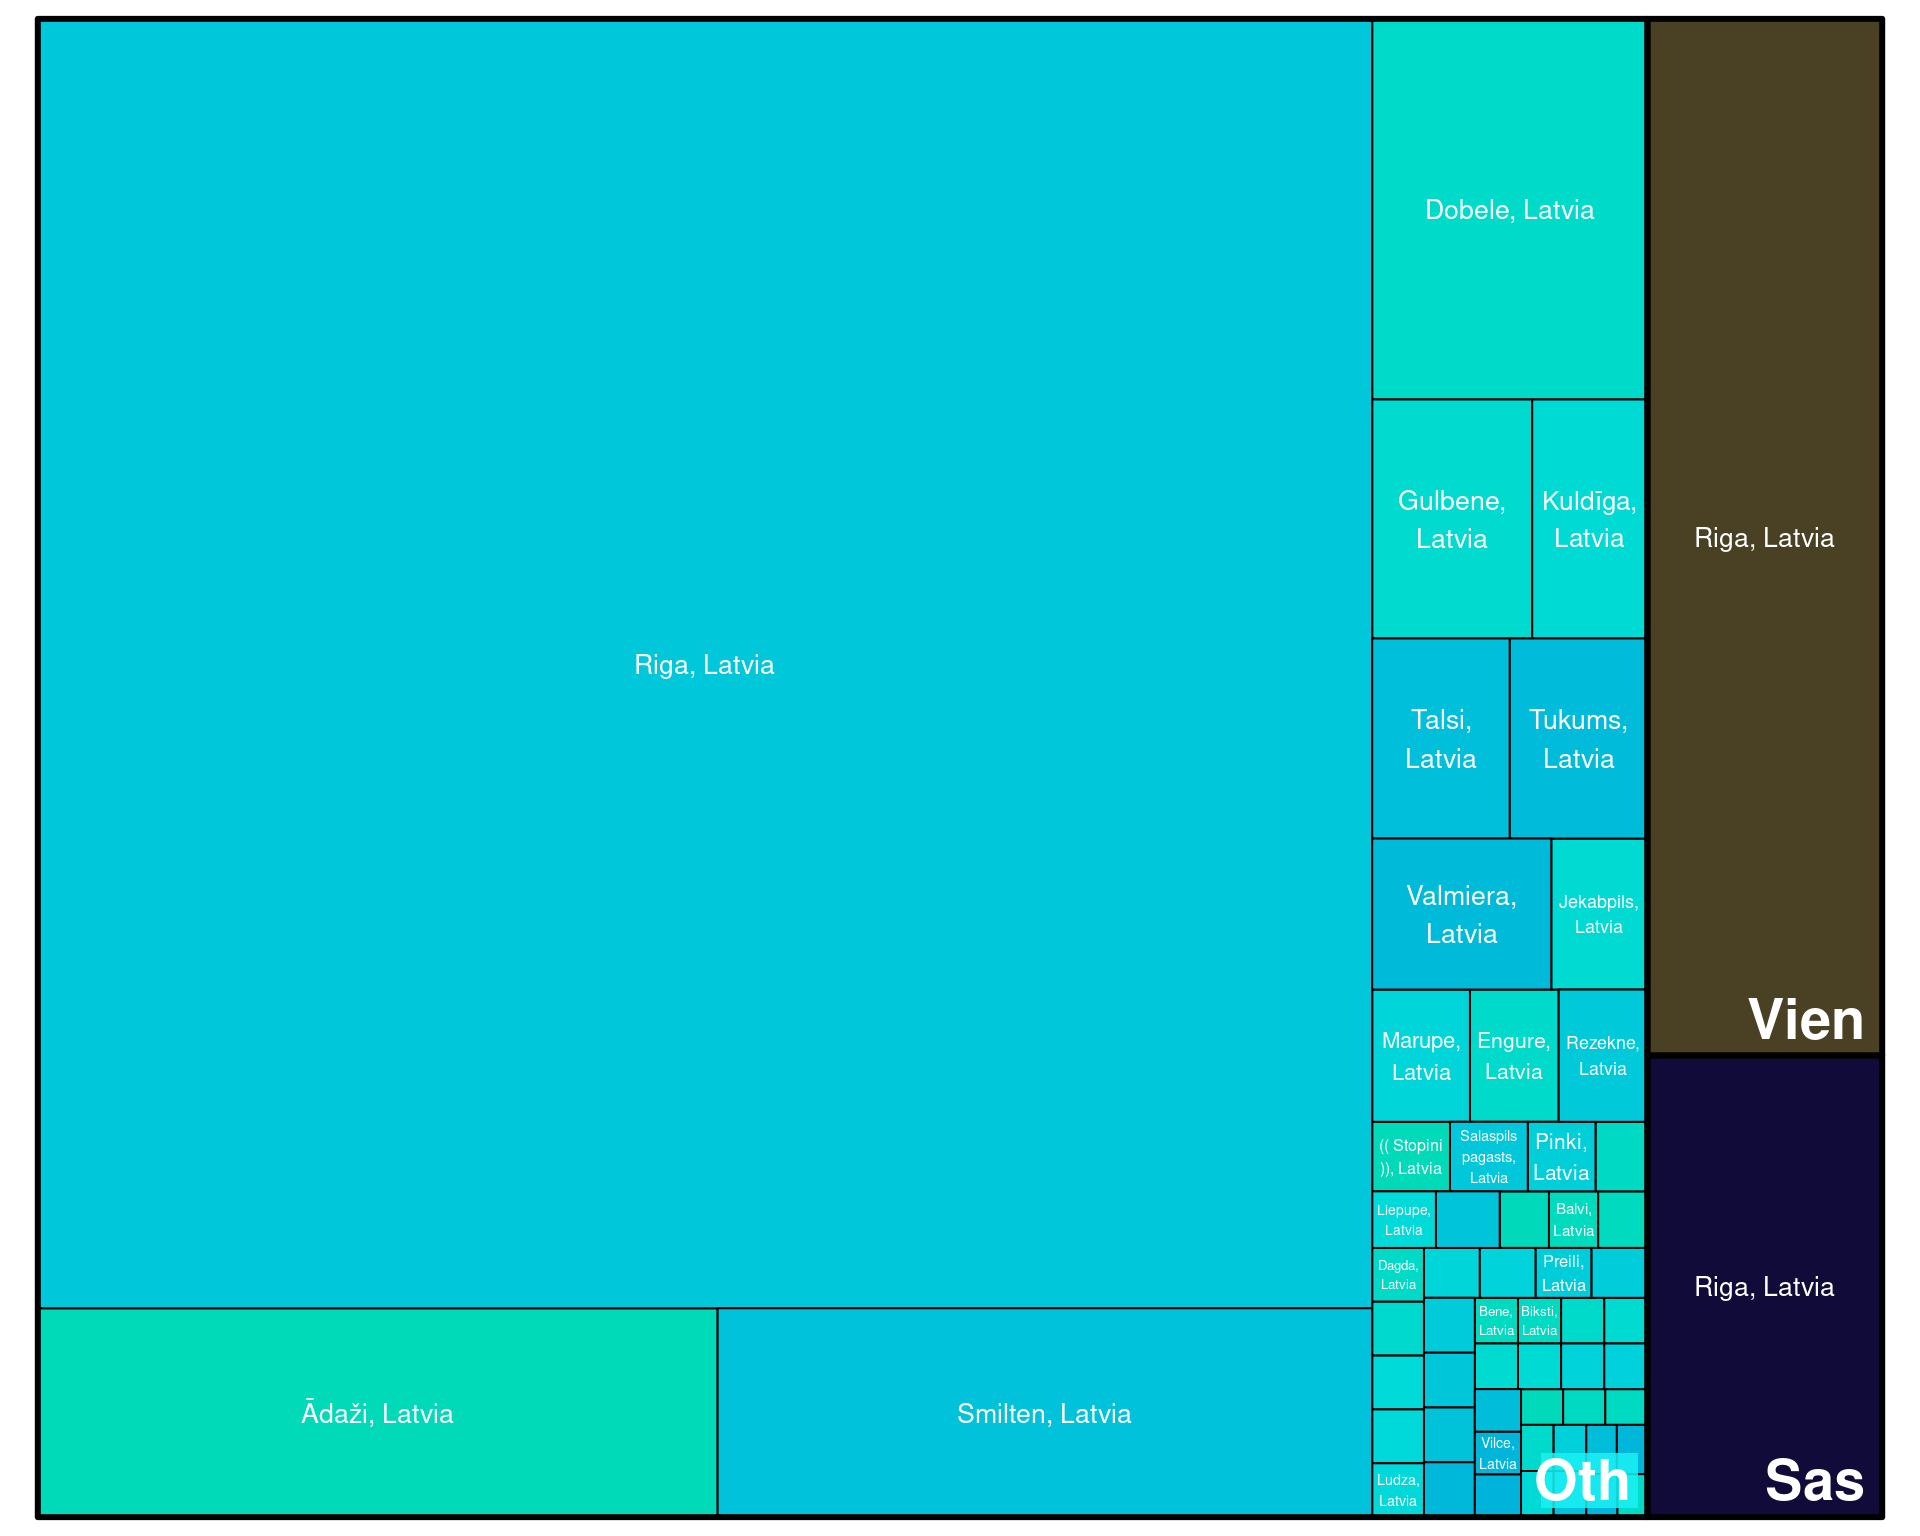 Riga, Latvia
Ādaži, Latvia
Smilten, Latvia
Dobele, Latvia
Gulbene,
Latvia
Kuldīga,
Latvia
Talsi,
Latvia
Tukums,
Latvia
Valmiera,
Latvia
Jekabpils,
Latvia
Marupe,
Latvia
Engure,
Latvia
Rezekne,
Latvia
(( Stopini
)), Latvia
Salaspils
pagasts,
Latvia
Pinki,
Latvia
Liepupe,
Latvia
Balvi,
Latvia
Dagda,
Latvia
Preili,
Latvia
Bene,
Latvia
Biksti,
Latvia
Vilce,
Latvia
Ludza,
Latvia
Oth
Riga, Latvia
Vien
Riga, Latvia
Sas